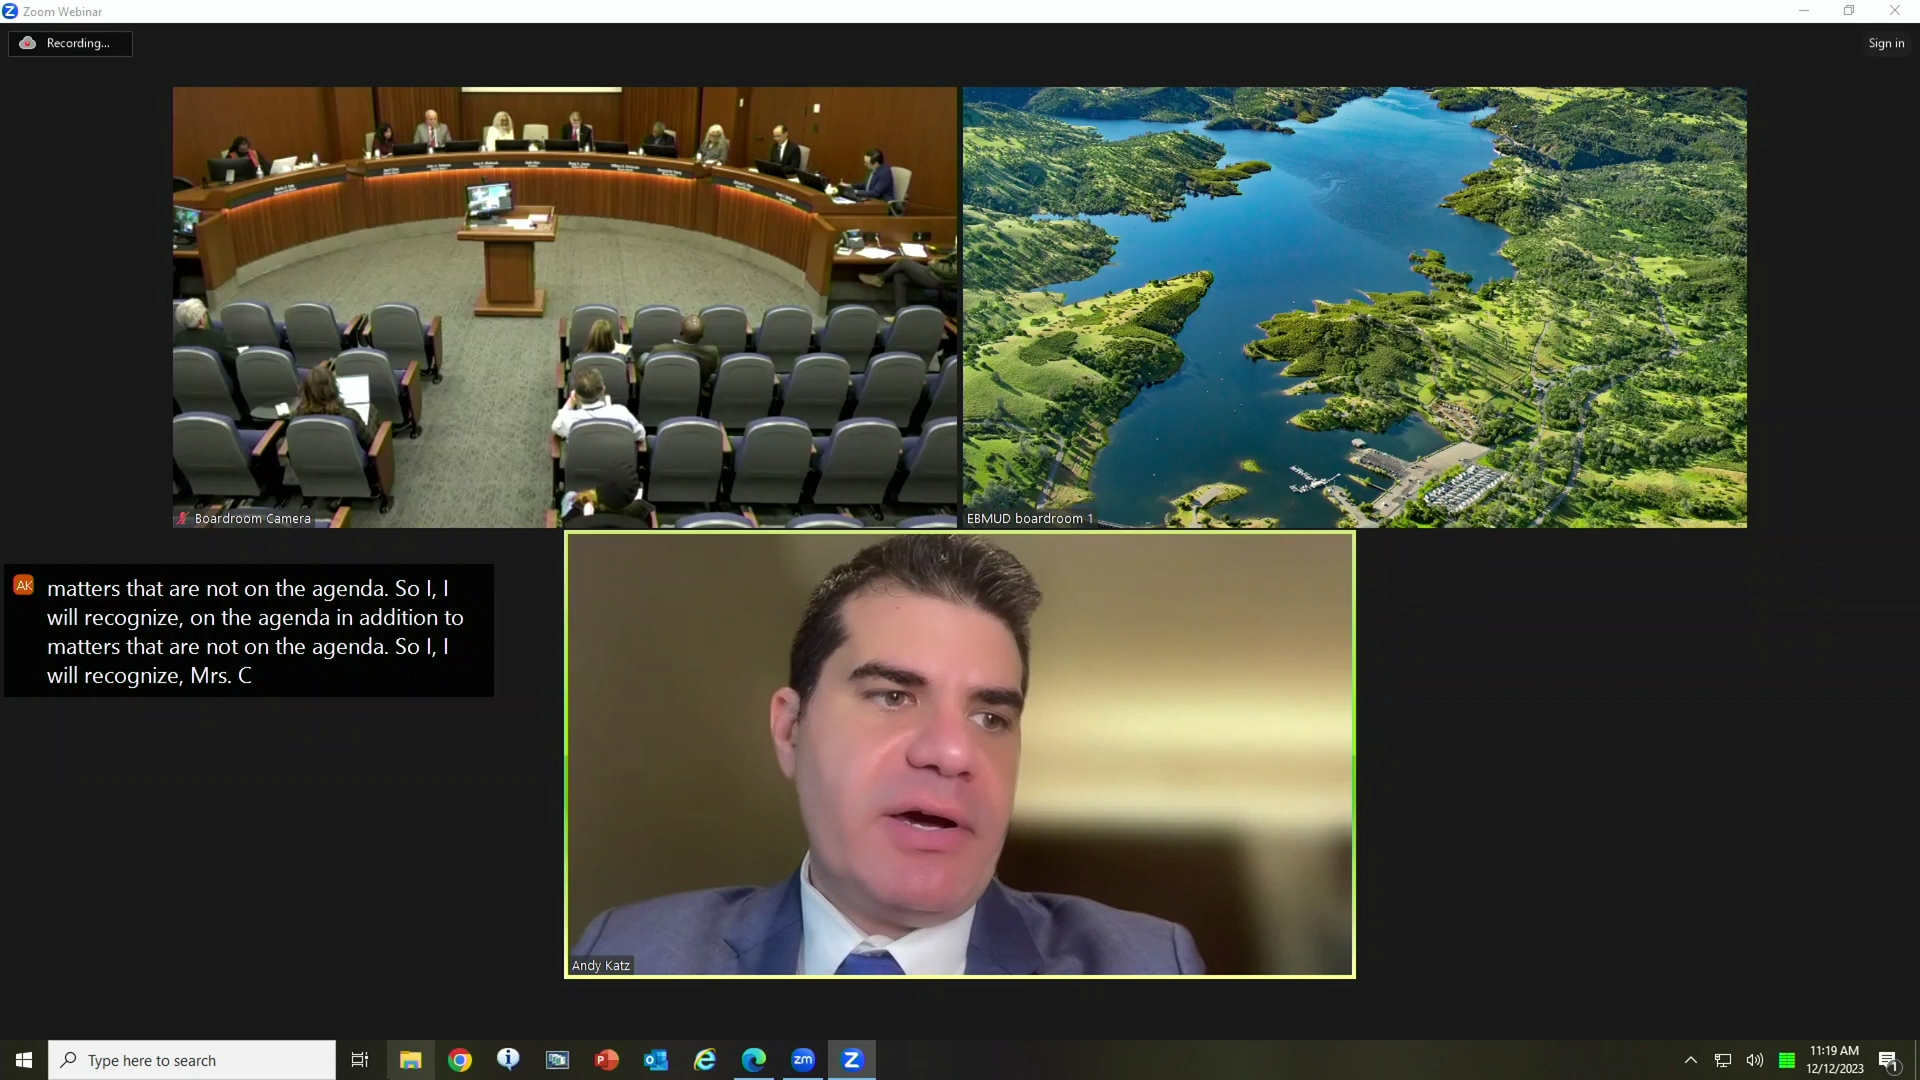 Zoom Webinar
Recording...
Sign in
Boardroom Camera
EBMUD boardroom 1
AK
matters that are not on the agenda. So I, I
will recognize, on the agenda in addition to
matters that are not on the agenda. So I, I
will recognize, Mrs. C
Andy Katz
Type here to search
zm
11:19 AM
12/12/2023
1